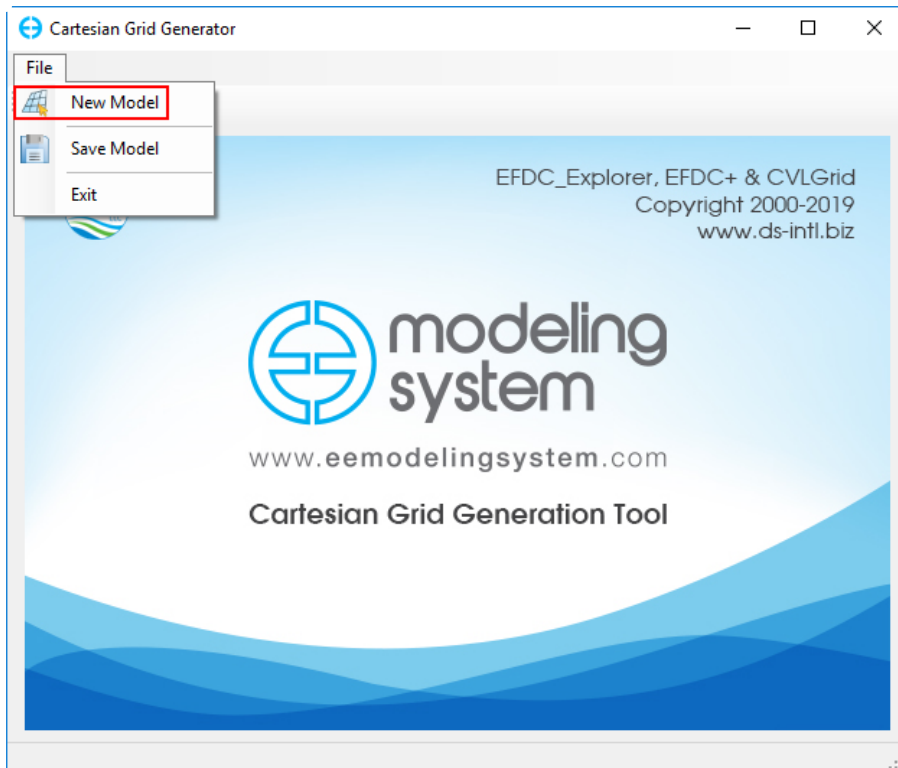 Cartesian Grid Generator
File
New Model
Save Model
Exit
EFDC_Explorer, EFDC+ & CVLGrid
Copyright 2000-2019
www.ds-intl.biz
modeling
system
www.eemodelingsystem.com
Cartesian Grid Generation Tool